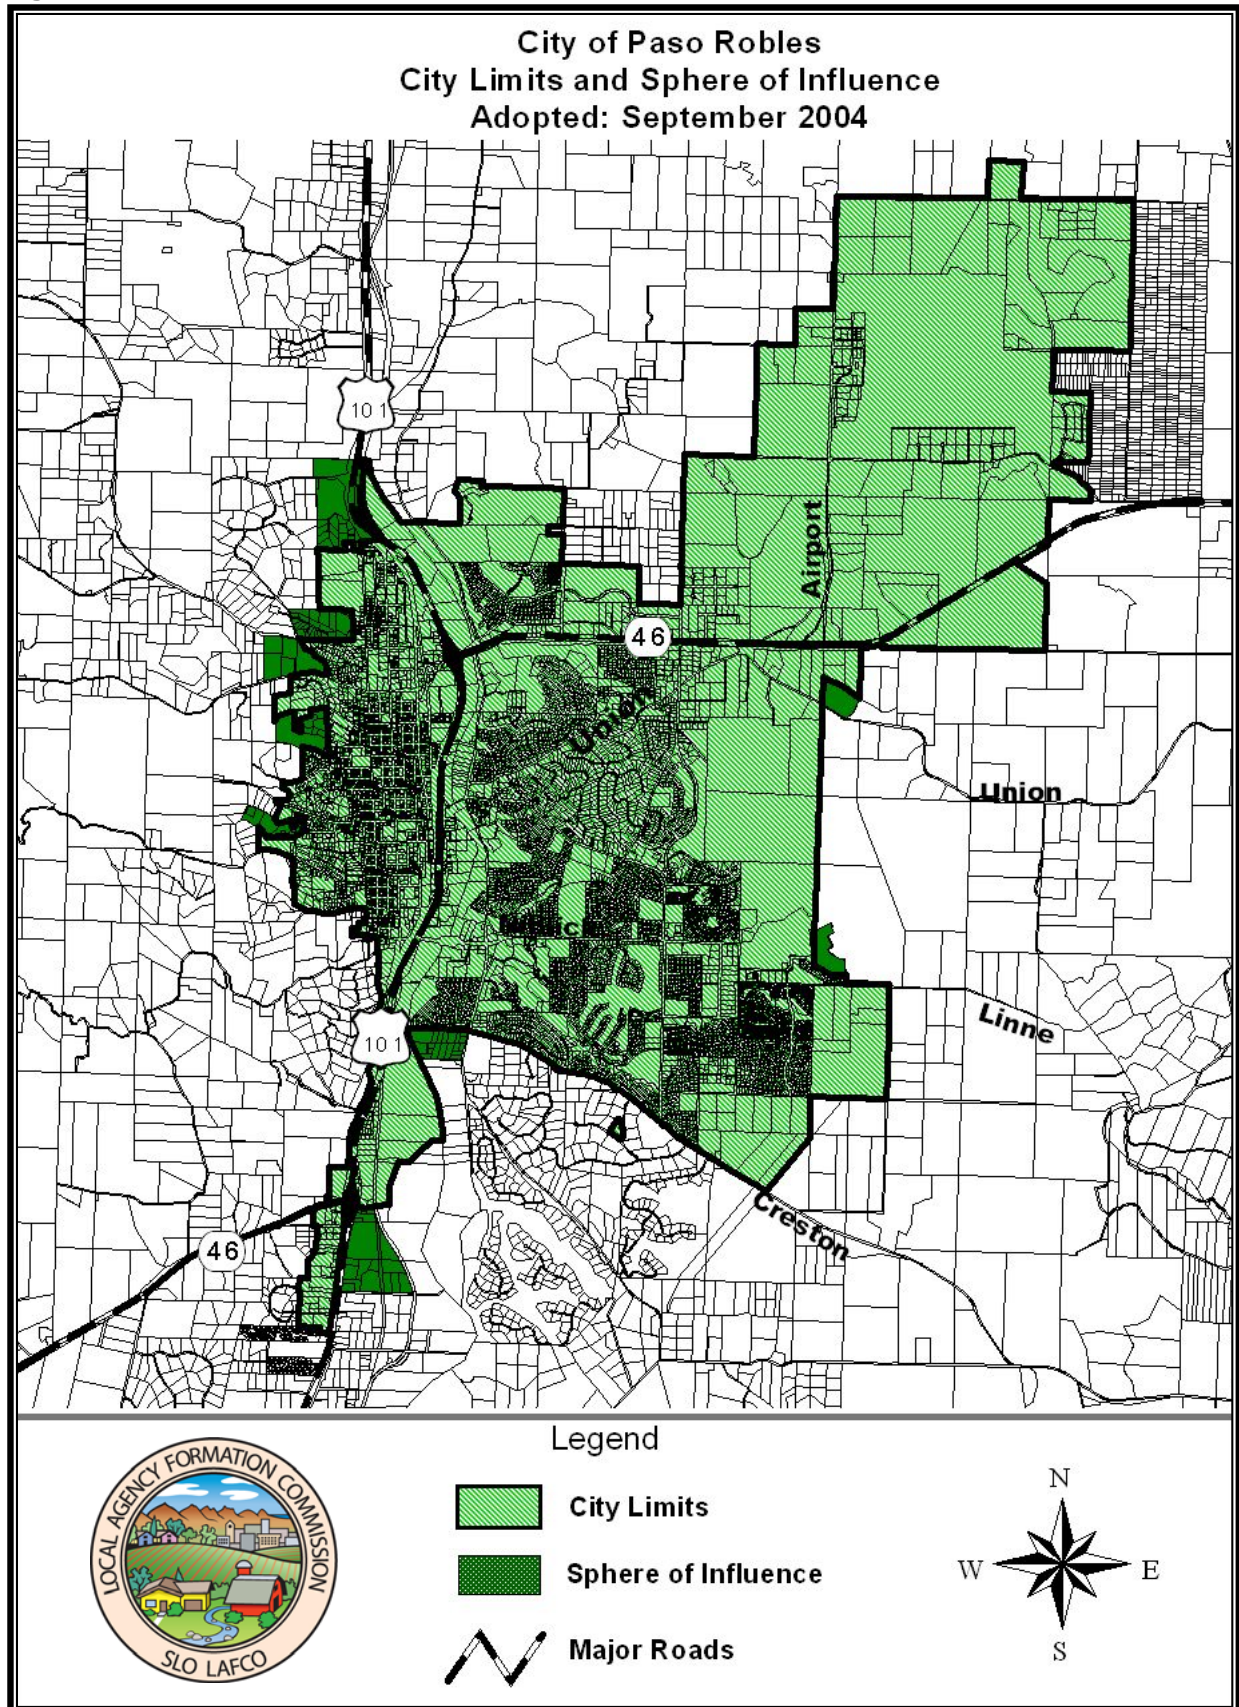 City of Paso Robles
City Limits and Sphere of Influence
Adopted: September 2004
101
Airport
46
Union
Union
Linne
101
Creston
46
Legend
City Limits
Sphere of Influence
Major Roads
LOCAL AGENCY FORMATION COMMISSION
SLO LAFCO
N
W
E
S